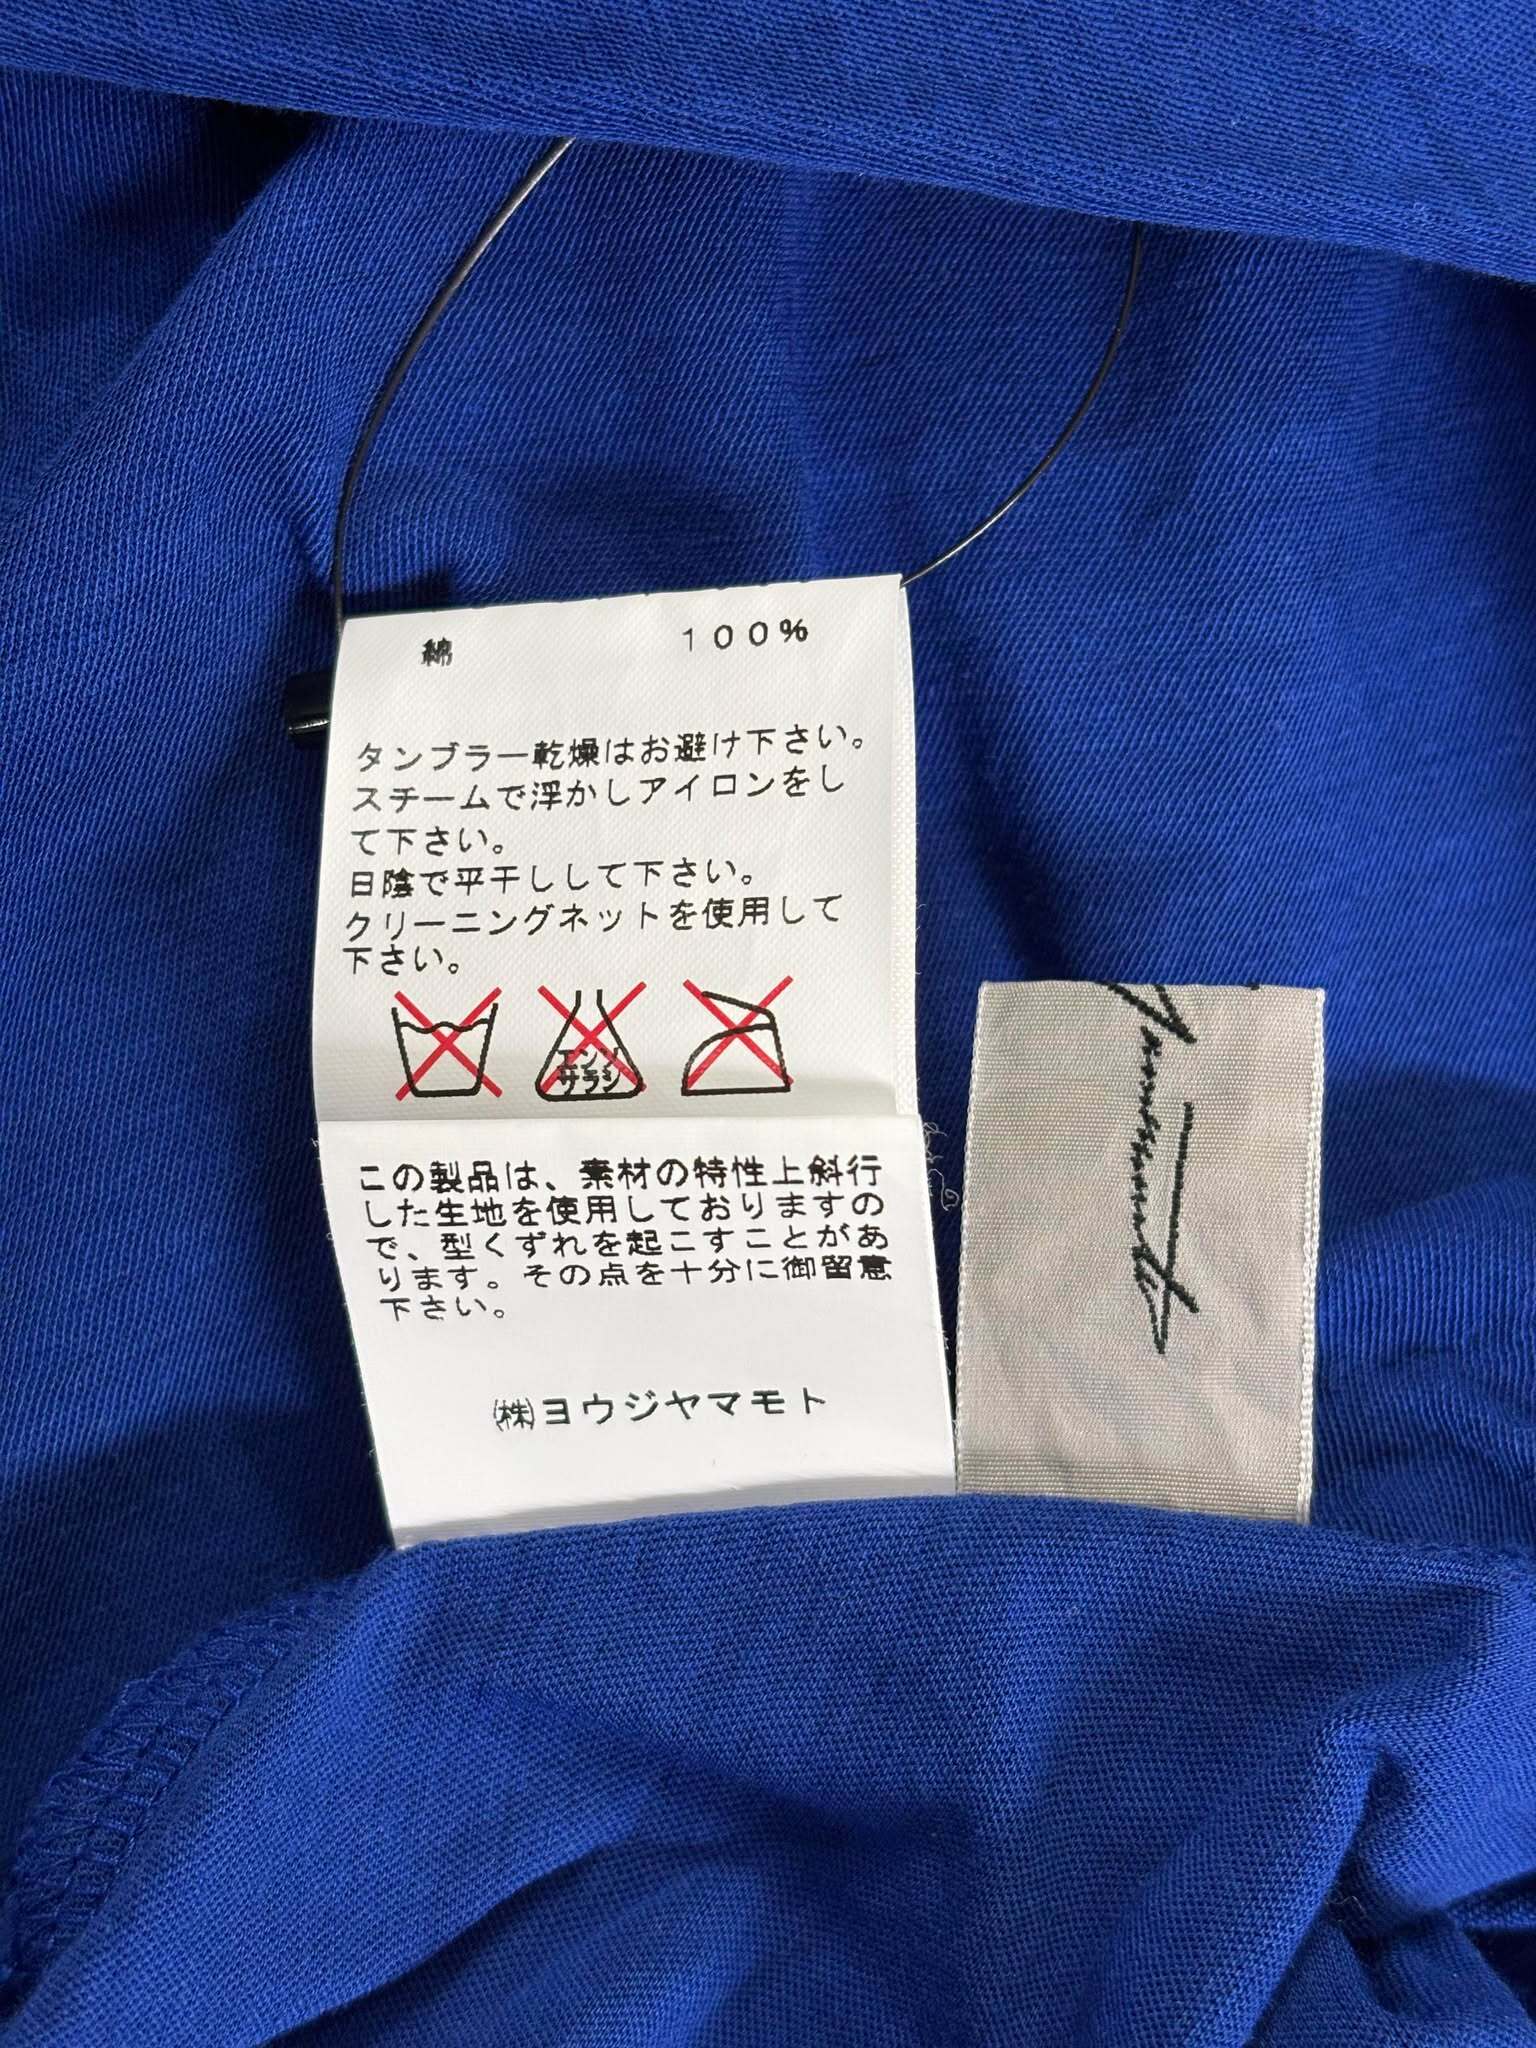 綿 100%
タンブラー乾燥はお避け下さい。
スチームで浮かしアイロンをし
て下さい。
日陰で平干しして下さい。
クリーニングネットを使用して
下さい。
エンソ
サラシ
この製品は、素材の特性上斜行
した生地を使用しておりますの
で、型くずれを起こすことがあ
ります。その点を十分に御留意
下さい。
㈱ヨウジヤマモト
Yamamoto